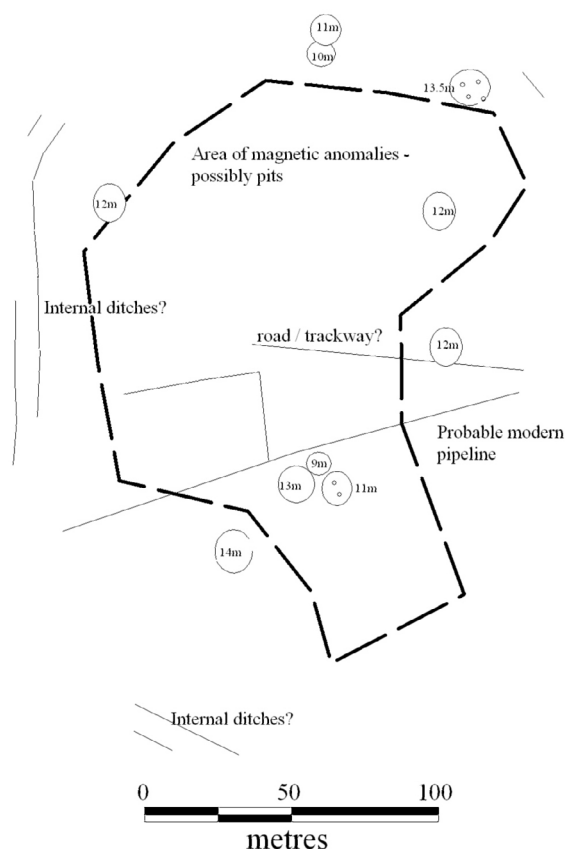 11m
10m
13.5m
Area of magnetic anomalies -
possibly pits
12m
12m
Internal ditches?
road / trackway?
12m
Probable modern
pipeline
9m
13m
11m
14m
Internal ditches?
0 50 100
metres